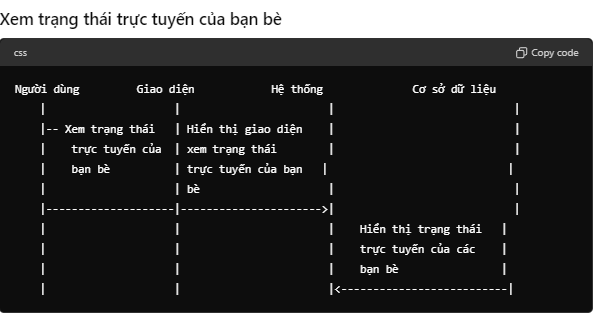 Xem trạng thái trực tuyến của bạn bè
css Copy code
Người dùng Giao diện Hệ thống Cơ sở dữ liệu
| | | |
|-- Xem trạng thái | Hiển thị giao diện | |
| trực tuyến của | xem trạng thái | |
| bạn bè | trực tuyến của bạn | |
| | bè | |
|--------------------|---------------------->| |
| | | Hiển thị trạng thái |
| | | trực tuyến của các |
| | | bạn bè |
| | |<--------------------------|